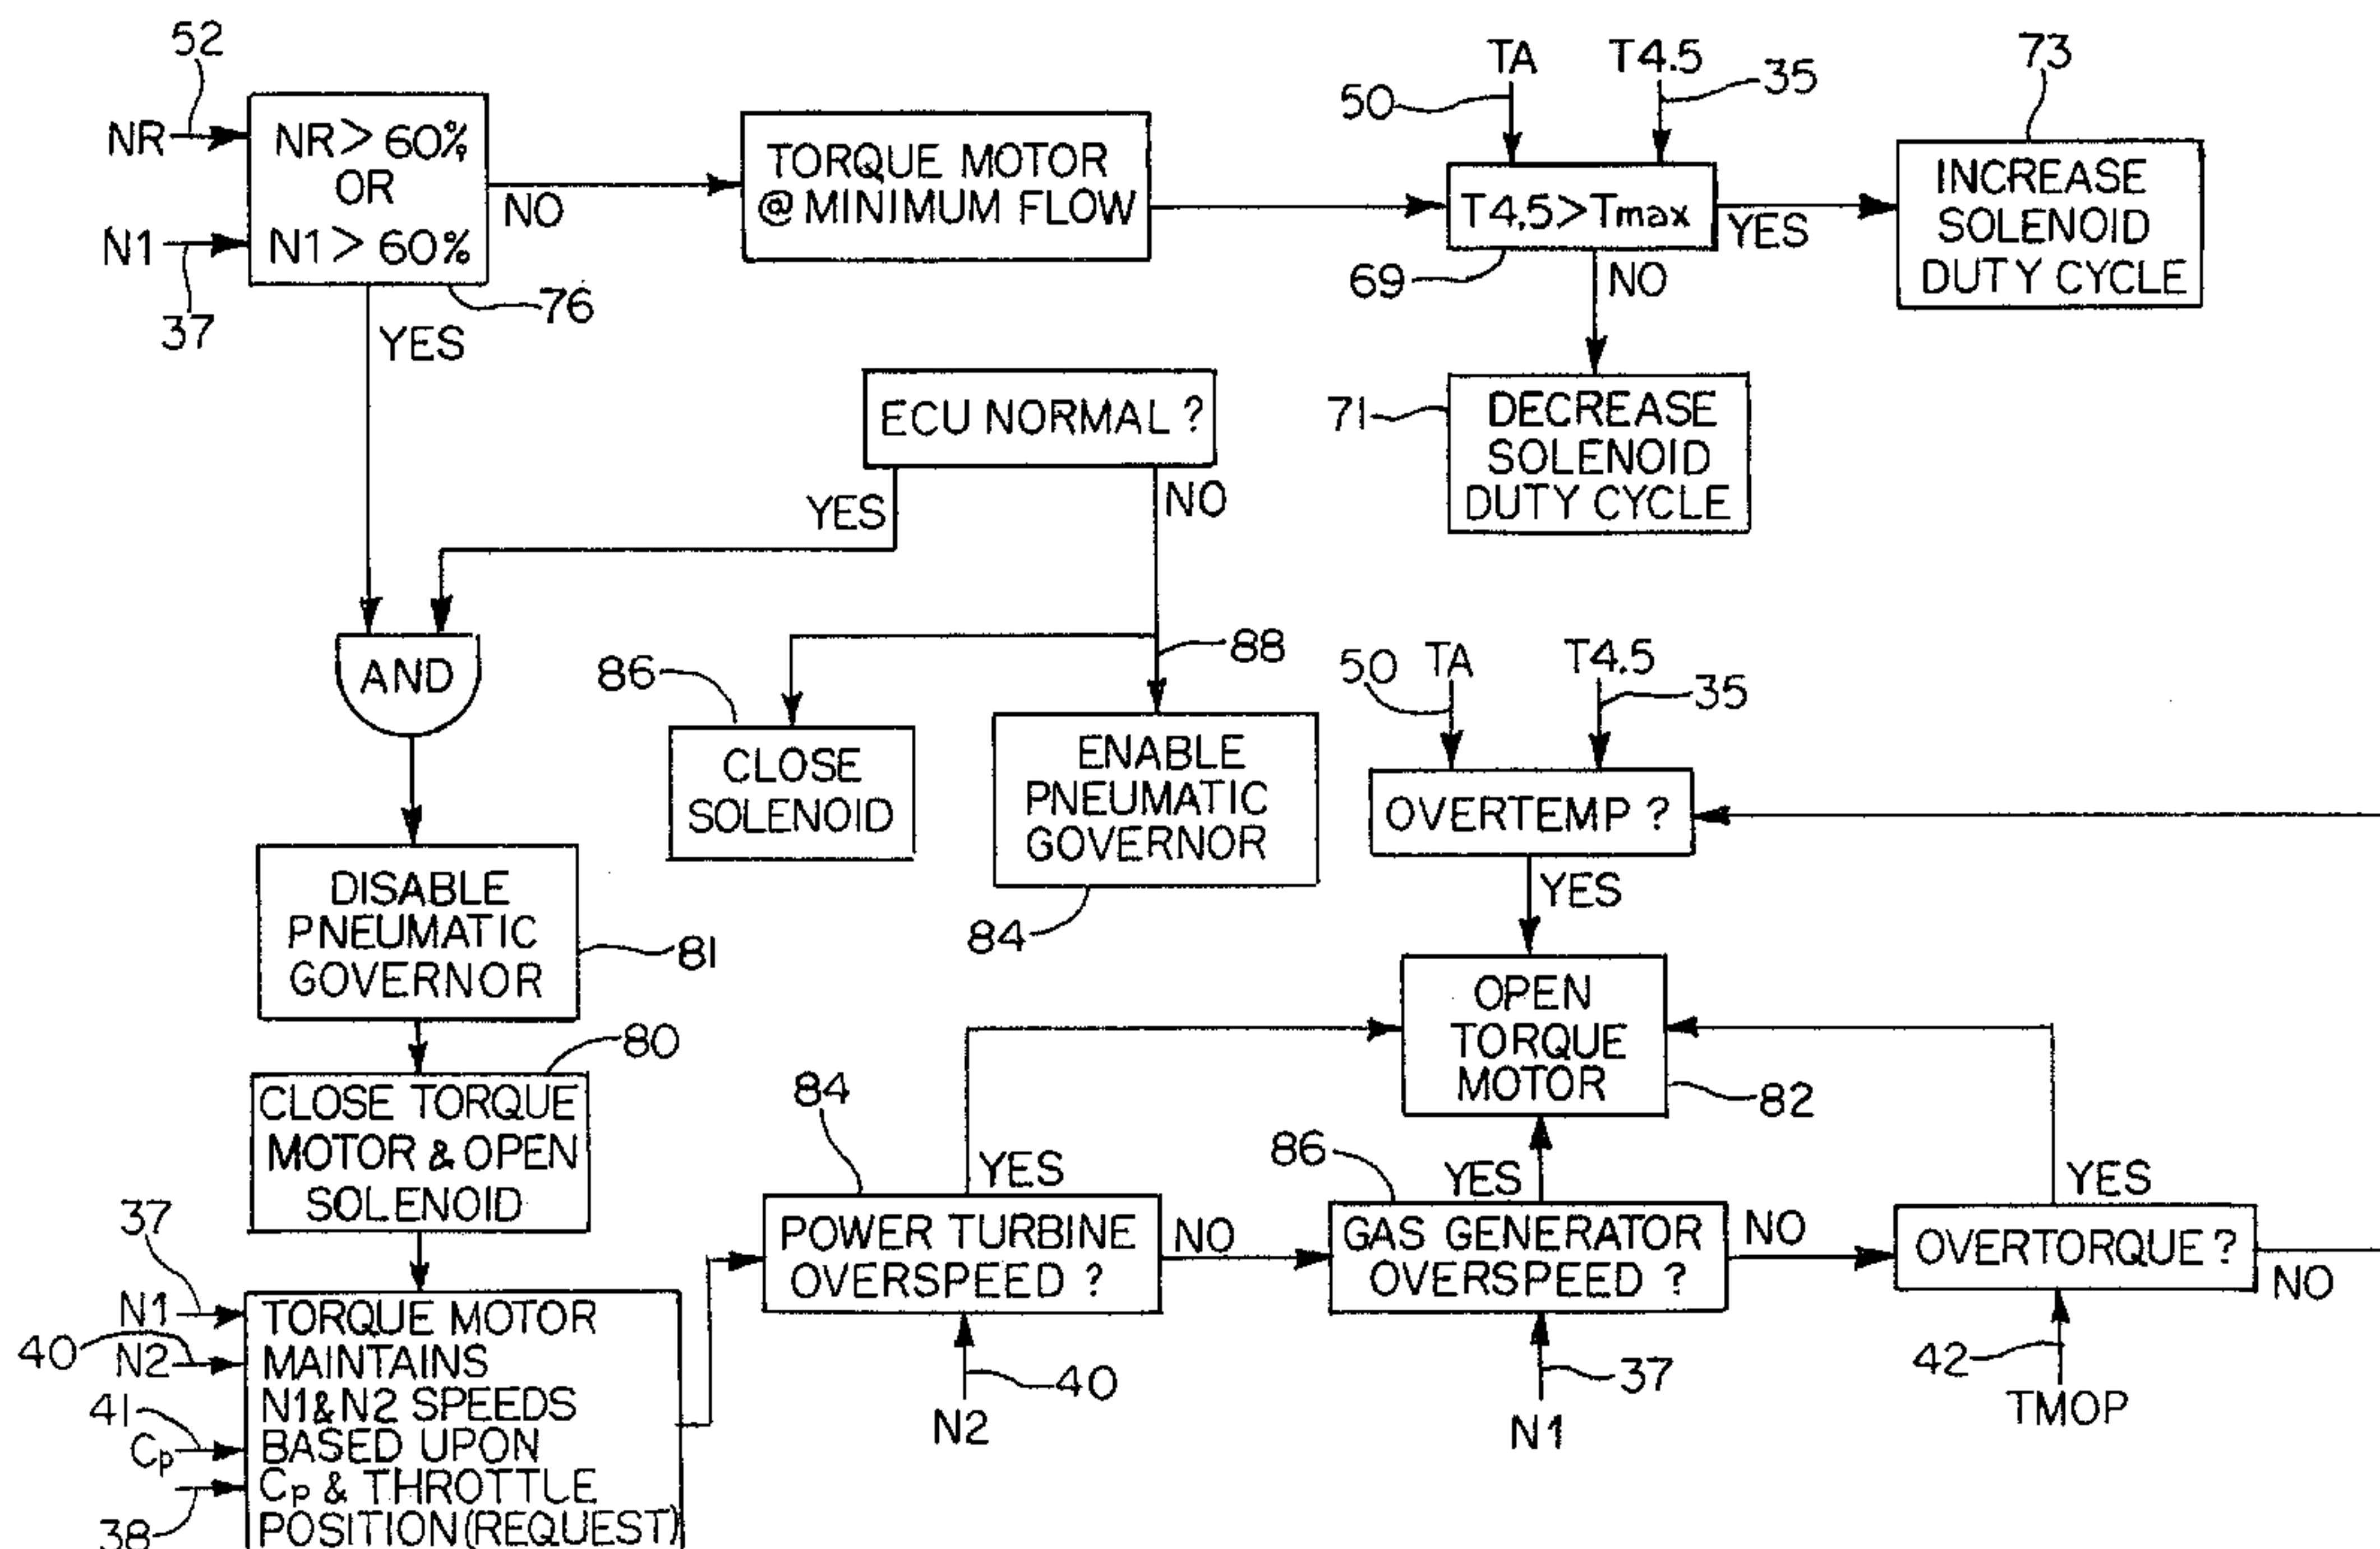 52
NR
NR > 60%
OR
N1 > 60%
N1
37
76
NO
YES
TORQUE MOTOR
@ MINIMUM FLOW
TA
T4.5
50
35
T4.5>Tmax
69
YES
NO
73
INCREASE
SOLENOID
DUTY CYCLE
71
DECREASE
SOLENOID
DUTY CYCLE
ECU NORMAL ?
YES
NO
AND
86
88
CLOSE
SOLENOID
ENABLE
PNEUMATIC
GOVERNOR
84
50
TA
T4.5
35
OVERTEMP ?
YES
DISABLE
PNEUMATIC
GOVERNOR
81
80
CLOSE TORQUE
MOTOR & OPEN
SOLENOID
OPEN
TORQUE
MOTOR
82
37
N1
40
N2
41
Cp
38
TORQUE MOTOR
MAINTAINS
N1&N2 SPEEDS
BASED UPON
Cp & THROTTLE
POSITION(REQUEST)
84
YES
POWER TURBINE
OVERSPEED ?
NO
40
N2
86
YES
GAS GENERATOR
OVERSPEED ?
NO
37
N1
YES
OVERTORQUE ?
NO
42
TMOP